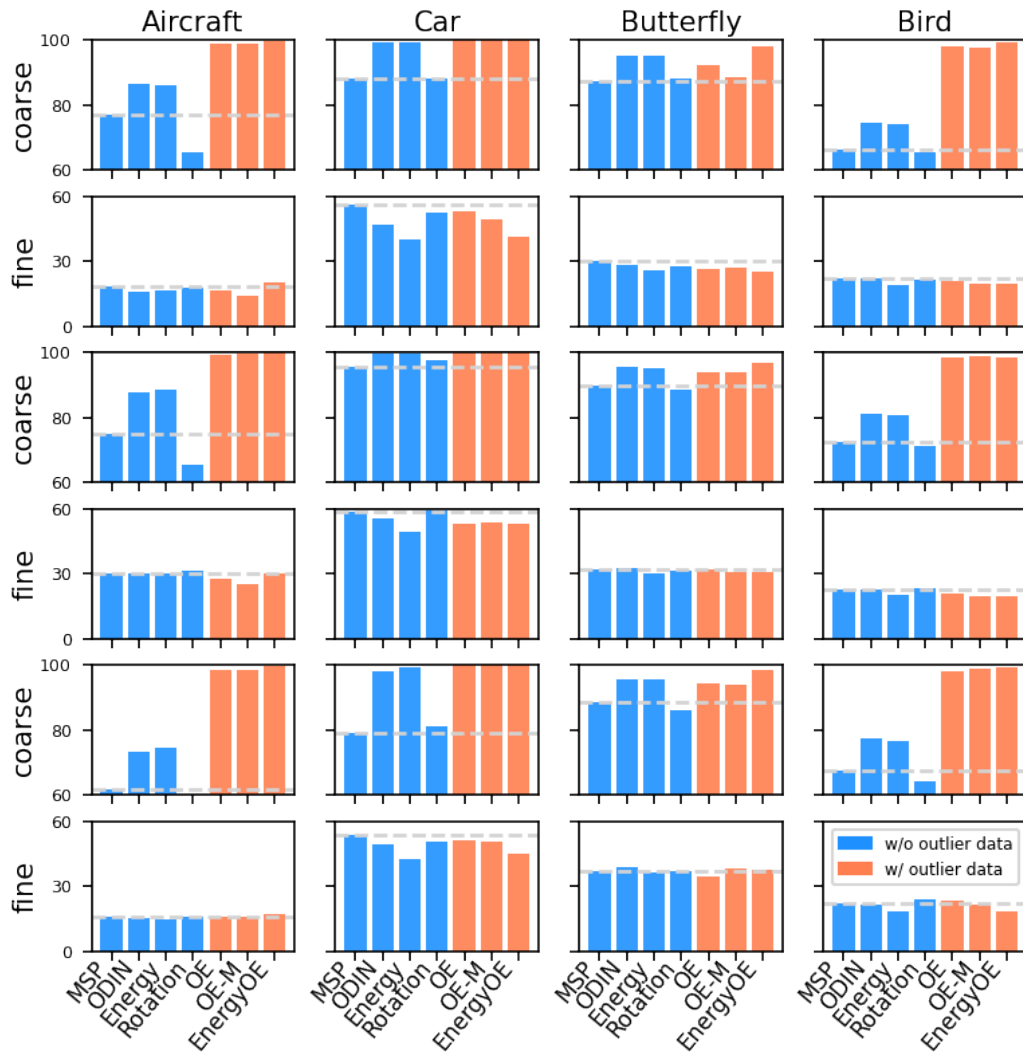 Aircraft Car Butterfly Bird
coarse
100
80
60
fine
60
30
0
coarse
100
80
60
fine
60
30
0
coarse
100
80
60
fine
60
30
0
w/o outlier data
w/ outlier data
MSP ODIN Energy Rotation OE OE-M EnergyOE MSP ODIN Energy Rotation OE OE-M EnergyOE MSP ODIN Energy Rotation OE OE-M EnergyOE MSP ODIN Energy Rotation OE OE-M EnergyOE